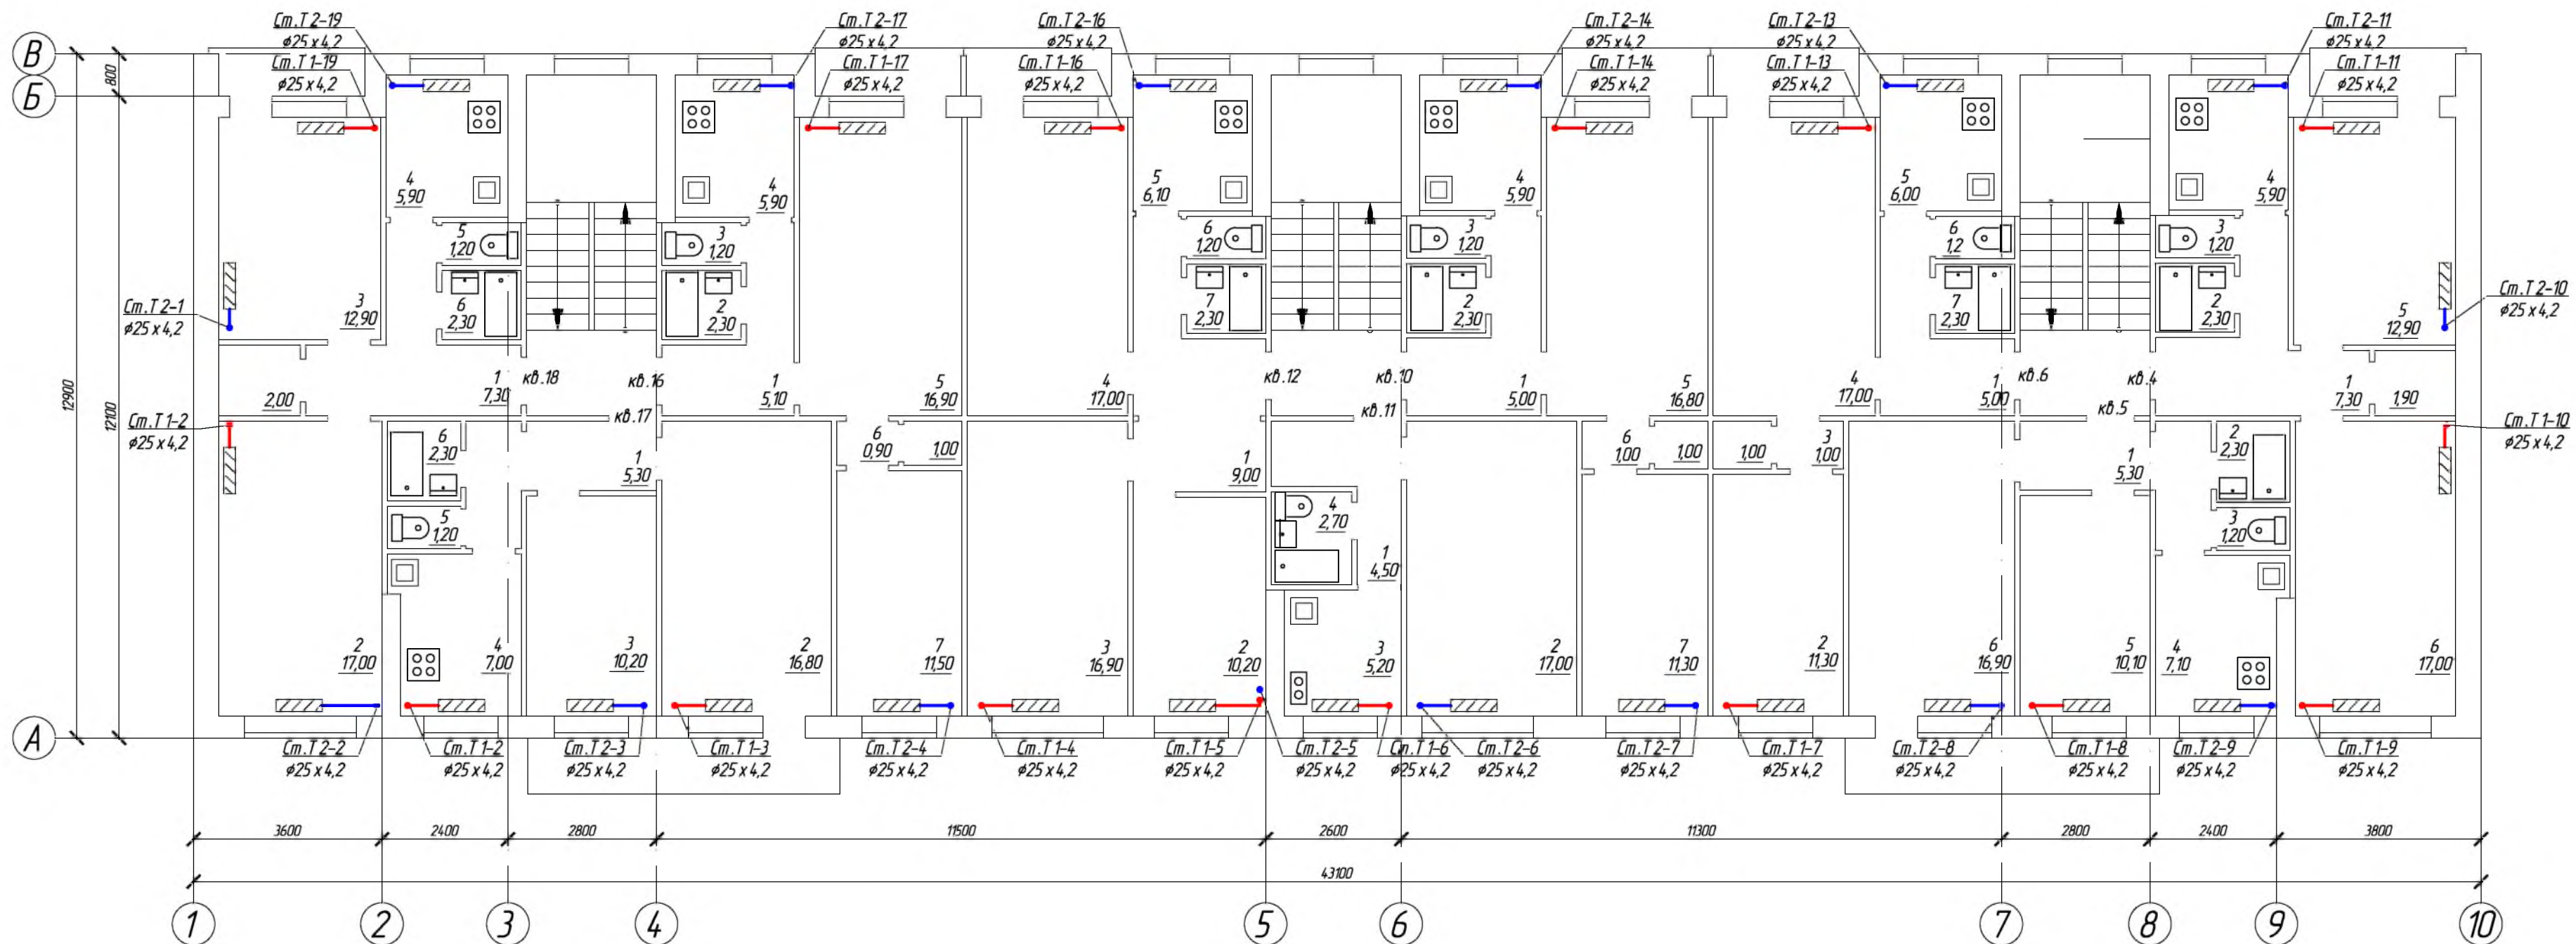 Ст.Т 2-19
ø25 x 4,2
Ст.Т 1-19
ø25 x 4,2
Ст.Т 2-17
ø25 x 4,2
Ст.Т 1-17
ø25 x 4,2
Ст.Т 2-16
ø25 x 4,2
Ст.Т 1-16
ø25 x 4,2
Ст.Т 2-14
ø25 x 4,2
Ст.Т 1-14
ø25 x 4,2
Ст.Т 2-13
ø25 x 4,2
Ст.Т 1-13
ø25 x 4,2
Ст.Т 2-11
ø25 x 4,2
Ст.Т 1-11
ø25 x 4,2
В
Б
800
12900
12100
4
5,90
4
5,90
5
6,10
4
5,90
5
6,00
4
5,90
5
1,20
3
1,20
6
1,20
3
1,20
6
1,2
3
1,20
Ст.Т 2-1
ø25 x 4,2
3
12,90
6
2,30
2
2,30
7
2,30
2
2,30
7
2,30
2
2,30
5
12,90
Ст.Т 2-10
ø25 x 4,2
2,00
1
7,30
кв.18
кв.16
кв.17
1
5,10
5
16,90
4
17,00
кв.12
кв.10
кв.11
1
5,00
5
16,80
4
17,00
1
5,00
кв.6
кв.4
кв.5
1
7,30
1,90
Ст.Т 1-2
ø25 x 4,2
Ст.Т 1-10
ø25 x 4,2
6
2,30
1
5,30
6
0,90
1,00
1
9,00
6
1,00
1,00
1,00
3
1,00
1
5,30
2
2,30
5
1,20
4
2,70
3
1,20
1
4,50
2
17,00
4
7,00
3
10,20
2
16,80
7
11,50
3
16,90
2
10,20
3
5,20
2
17,00
7
11,30
2
11,30
6
16,90
5
10,10
4
7,10
6
17,00
А
Ст.Т 2-2
ø25 x 4,2
Ст.Т 1-2
ø25 x 4,2
Ст.Т 2-3
ø25 x 4,2
Ст.Т 1-3
ø25 x 4,2
Ст.Т 2-4
ø25 x 4,2
Ст.Т 1-4
ø25 x 4,2
Ст.Т 1-5
ø25 x 4,2
Ст.Т 2-5
ø25 x 4,2
Ст.Т 1-6
ø25 x 4,2
Ст.Т 2-6
ø25 x 4,2
Ст.Т 2-7
ø25 x 4,2
Ст.Т 1-7
ø25 x 4,2
Ст.Т 2-8
ø25 x 4,2
Ст.Т 1-8
ø25 x 4,2
Ст.Т 2-9
ø25 x 4,2
Ст.Т 1-9
ø25 x 4,2
3600
2400
2800
11500
2600
11300
2800
2400
3800
43100
1
2
3
4
5
6
7
8
9
10